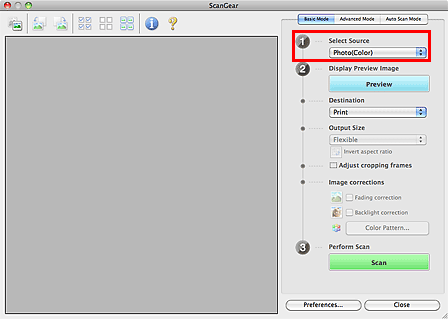 ScanGear
?
Basic Mode
Advanced Mode
Auto Scan Mode
1
Select Source
Photo(Color)
2
Display Preview Image
Preview
Destination
Print
Output Size
Flexible
Invert aspect ratio
Adjust cropping frames
Image corrections
Fading correction
Backlight correction
Color Pattern...
3
Perform Scan
Scan
Preferences...
Close